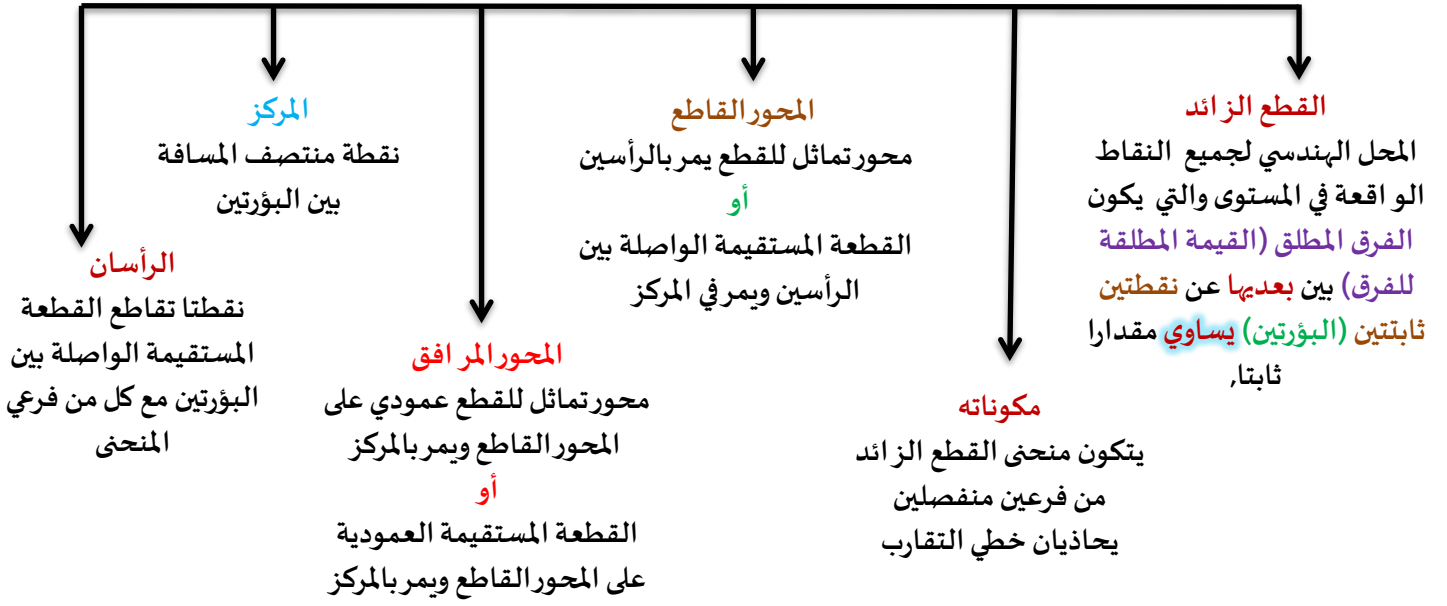 القطع الزائد
المحل الهندسي لجميع النقاط
الواقعة في المستوى والتي يكون
الفرق المطلق (القيمة المطلقة
للفرق) بين بعديها عن نقطتين
ثابتتين (البؤرتين) يساوي مقدارا
ثابتا,
مكوناته
يتكون منحنى القطع الزائد
من فرعين منفصلين
يحاذيان خطي التقارب
المحور القاطع
محور تماثل للقطع يمر بالرأسين
أو
القطعة المستقيمة الواصلة بين
الرأسين ويمر في المركز
المحور المرافق
محور تماثل للقطع عمودي على
المحور القاطع ويمر بالمركز
أو
القطعة المستقيمة العمودية
على المحور القاطع ويمر بالمركز
المركز
نقطة منتصف المسافة
بين البؤرتين
الرأسان
نقطتا تقاطع القطعة
المستقيمة الواصلة بين
البؤرتين مع كل من فرعي
المنحنى